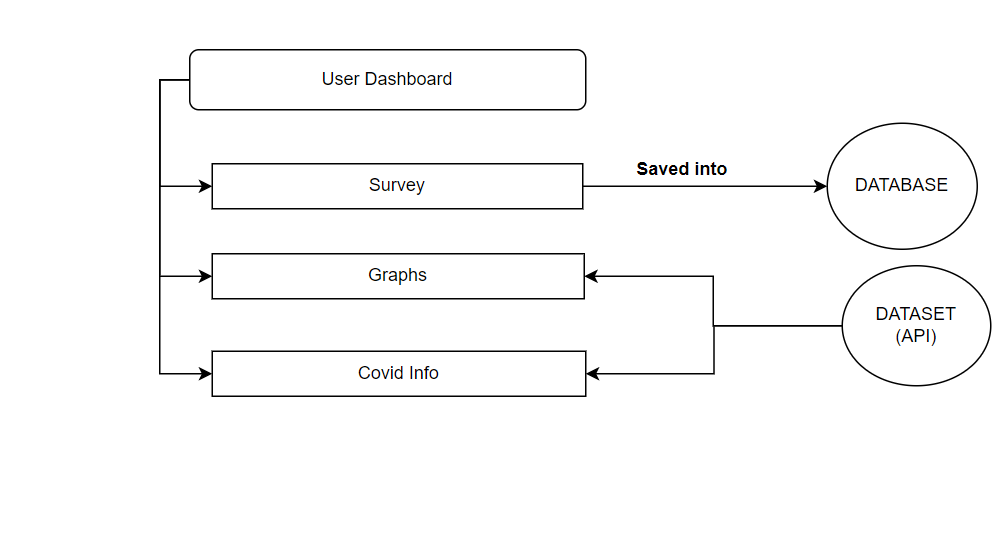 User Dashboard
Survey
Saved into
DATABASE
Graphs
DATASET
(API)
Covid Info